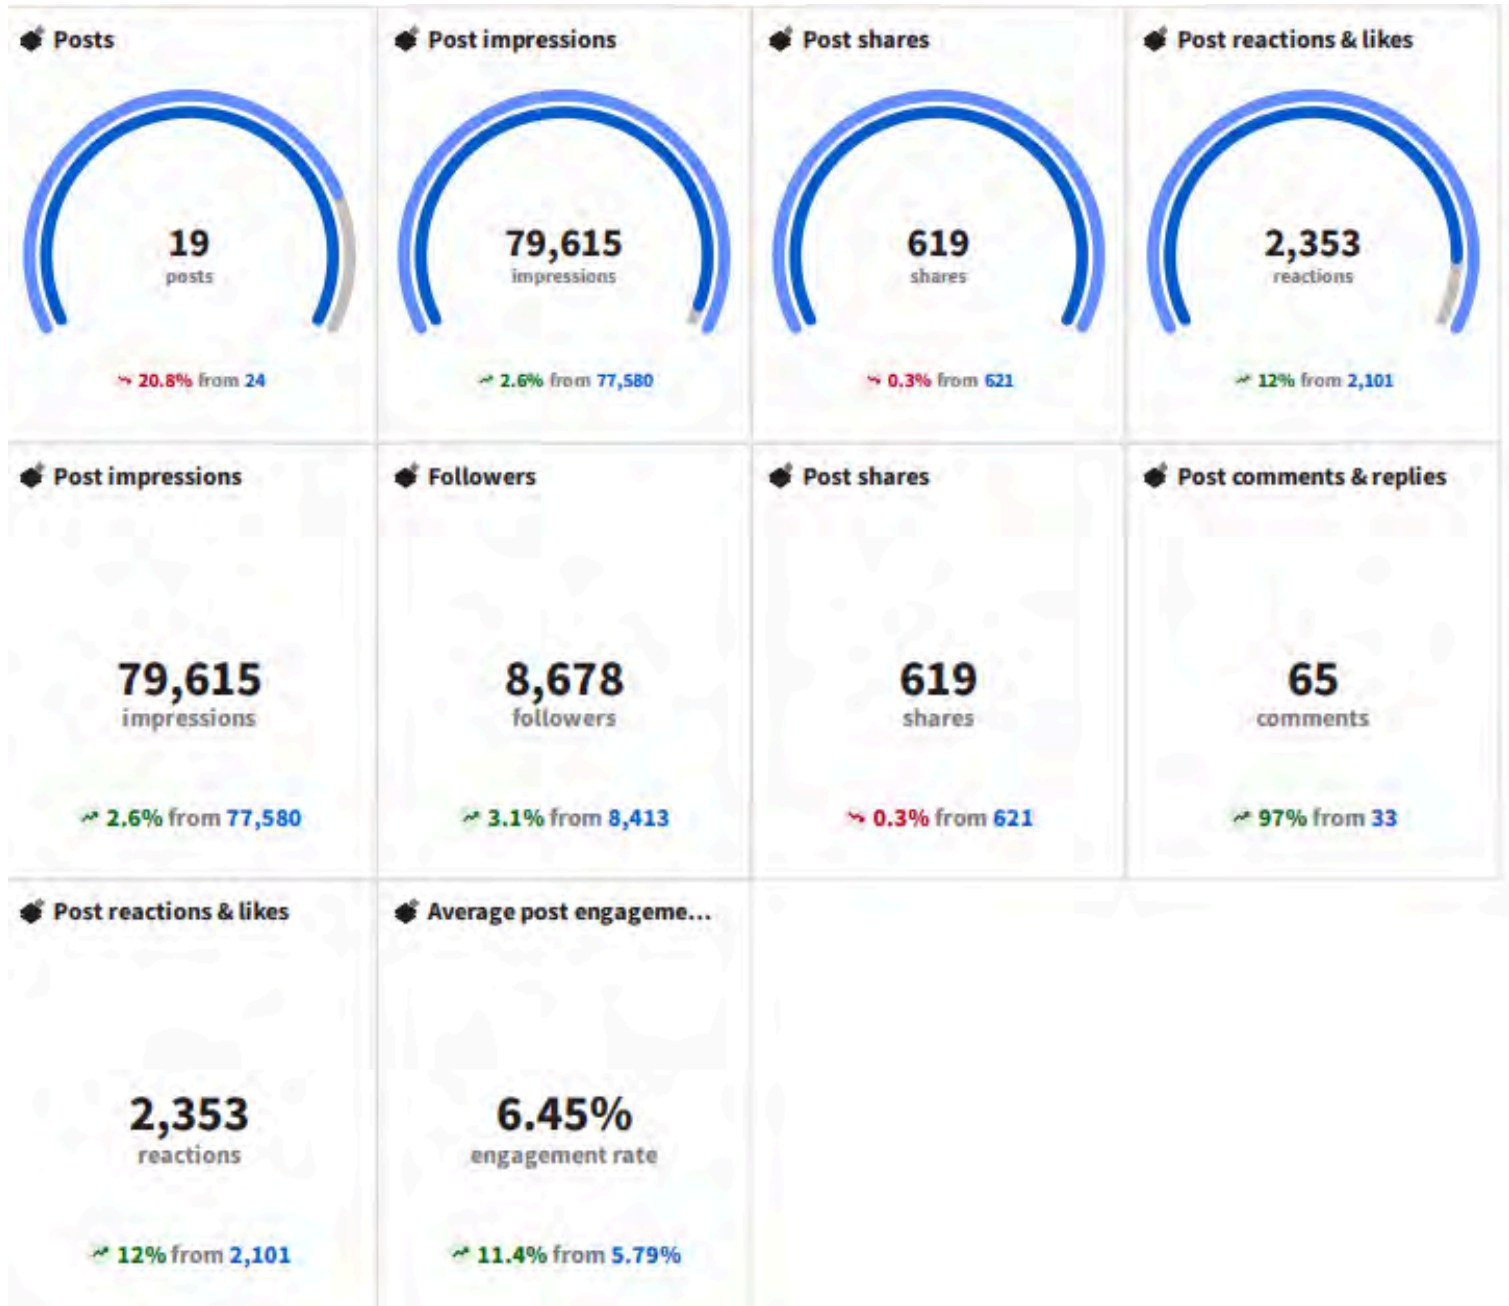 Posts
19
posts
20.8% from 24
Post impressions
79,615
impressions
2.6% from 77,580
Post shares
619
shares
0.3% from 621
Post reactions & likes
2,353
reactions
12% from 2,101
Post impressions
79,615
impressions
2.6% from 77,580
Followers
8,678
followers
3.1% from 8,413
Post shares
619
shares
0.3% from 621
Post comments & replies
65
comments
97% from 33
Post reactions & likes
2,353
reactions
12% from 2,101
Average post engageme...
6.45%
engagement rate
11.4% from 5.79%